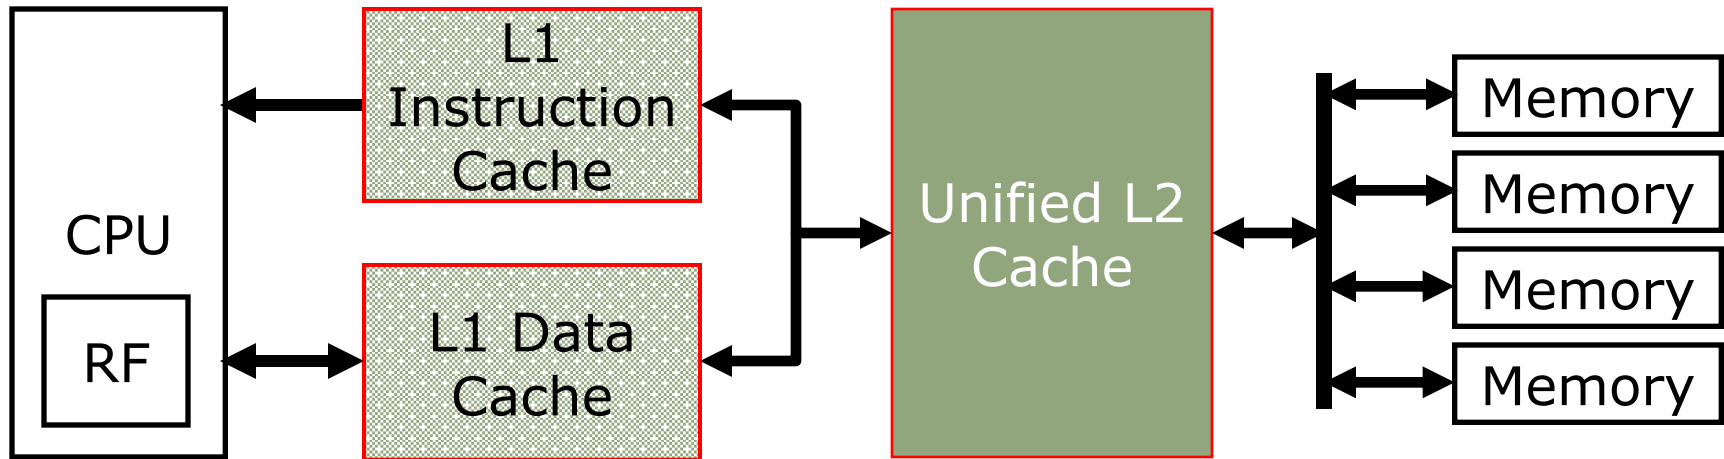 CPU
RF
L1
Instruction
Cache
L1 Data
Cache
Unified L2
Cache
Memory
Memory
Memory
Memory